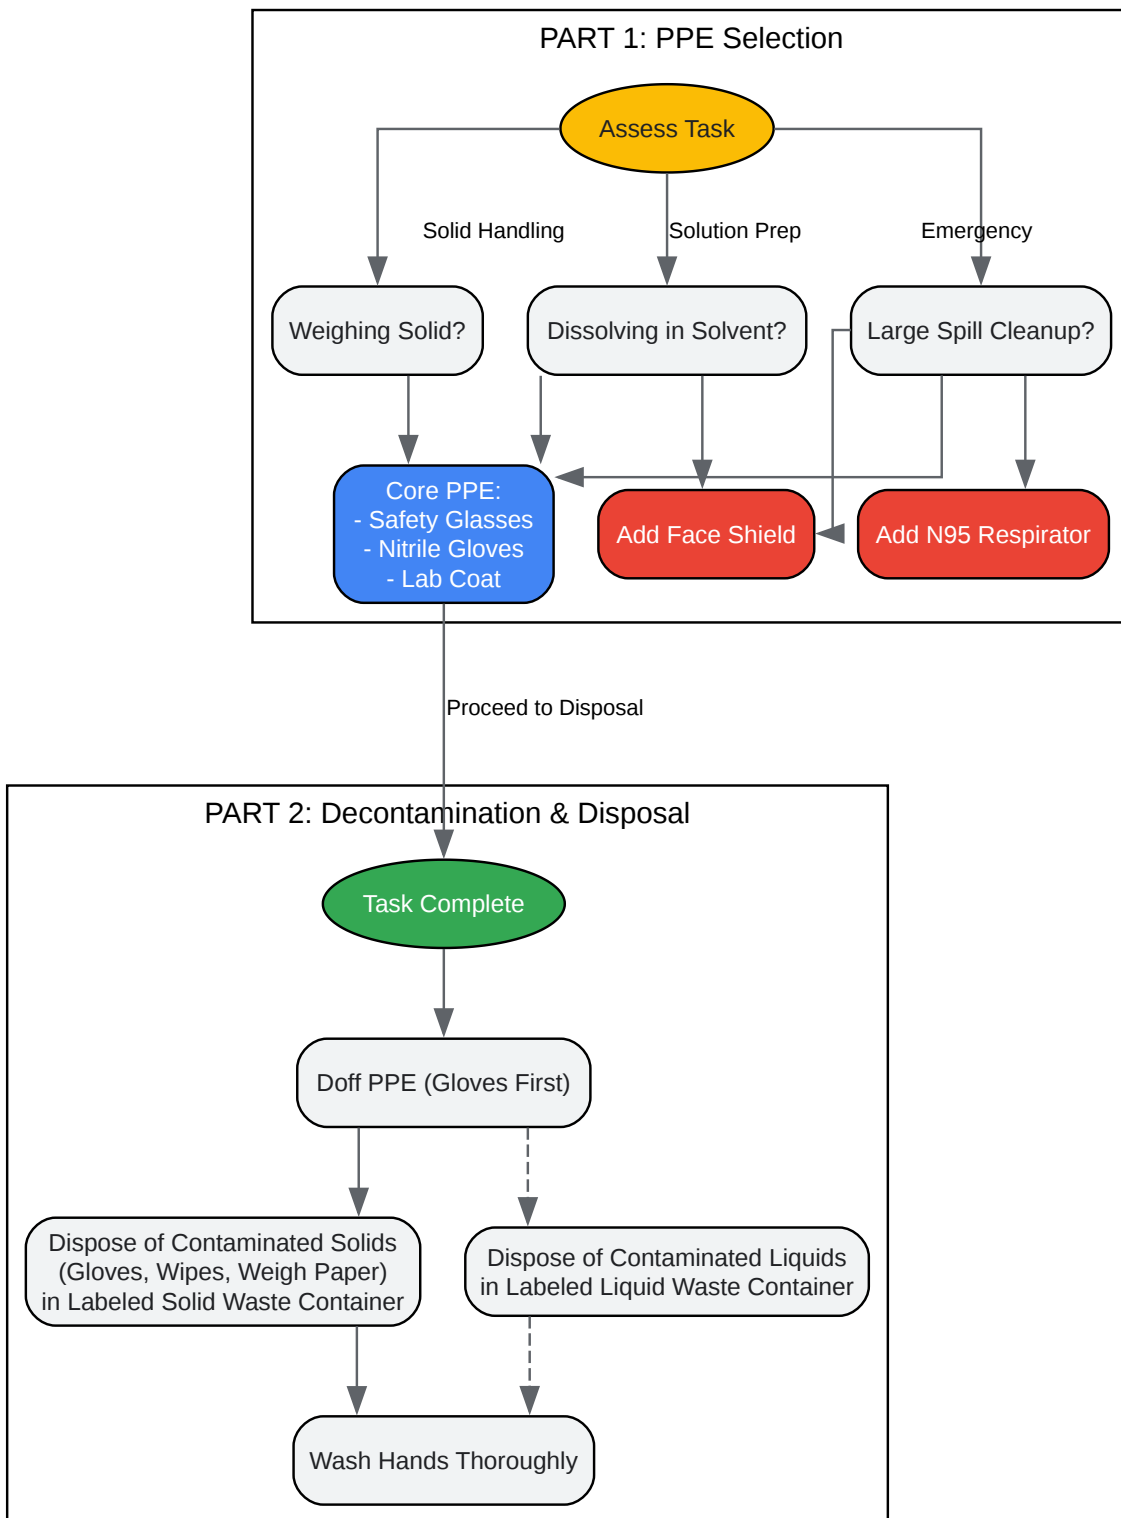 PART 1: PPE Selection
Assess Task
Solid Handling
Solution Prep
Emergency
Weighing Solid?
Dissolving in Solvent?
Large Spill Cleanup?
Core PPE:
- Safety Glasses
- Nitrile Gloves
- Lab Coat
Add Face Shield
Add N95 Respirator
Proceed to Disposal
PART 2: Decontamination & Disposal
Task Complete
Doff PPE (Gloves First)
Dispose of Contaminated Solids
(Gloves, Wipes, Weigh Paper)
in Labeled Solid Waste Container
Dispose of Contaminated Liquids
in Labeled Liquid Waste Container
Wash Hands Thoroughly